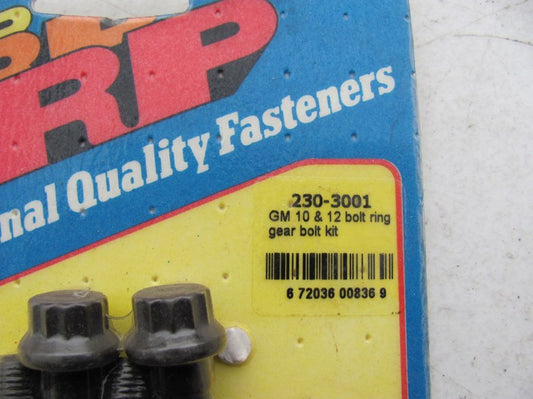 RP
nal Quality Fasteners
230-3001
GM 10 & 12 bolt ring
gear bolt kit
6 72036 00836 9